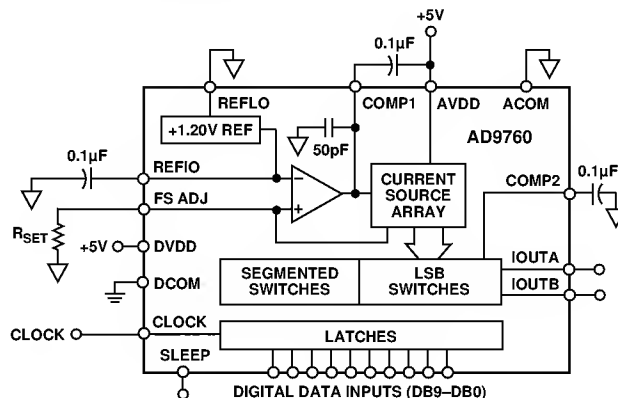 +5V
0.1µF
REFLO
COMP1
AVDD
ACOM
+1.20V REF
50pF
AD9760
0.1µF
REFIO
FS ADJ
CURRENT
SOURCE
ARRAY
COMP2
0.1µF
RSET
+5V
DVDD
DCOM
SEGMENTED
SWITCHES
LSB
SWITCHES
IOUTA
IOUTB
CLOCK
CLOCK
LATCHES
SLEEP
DIGITAL DATA INPUTS (DB9–DB0)